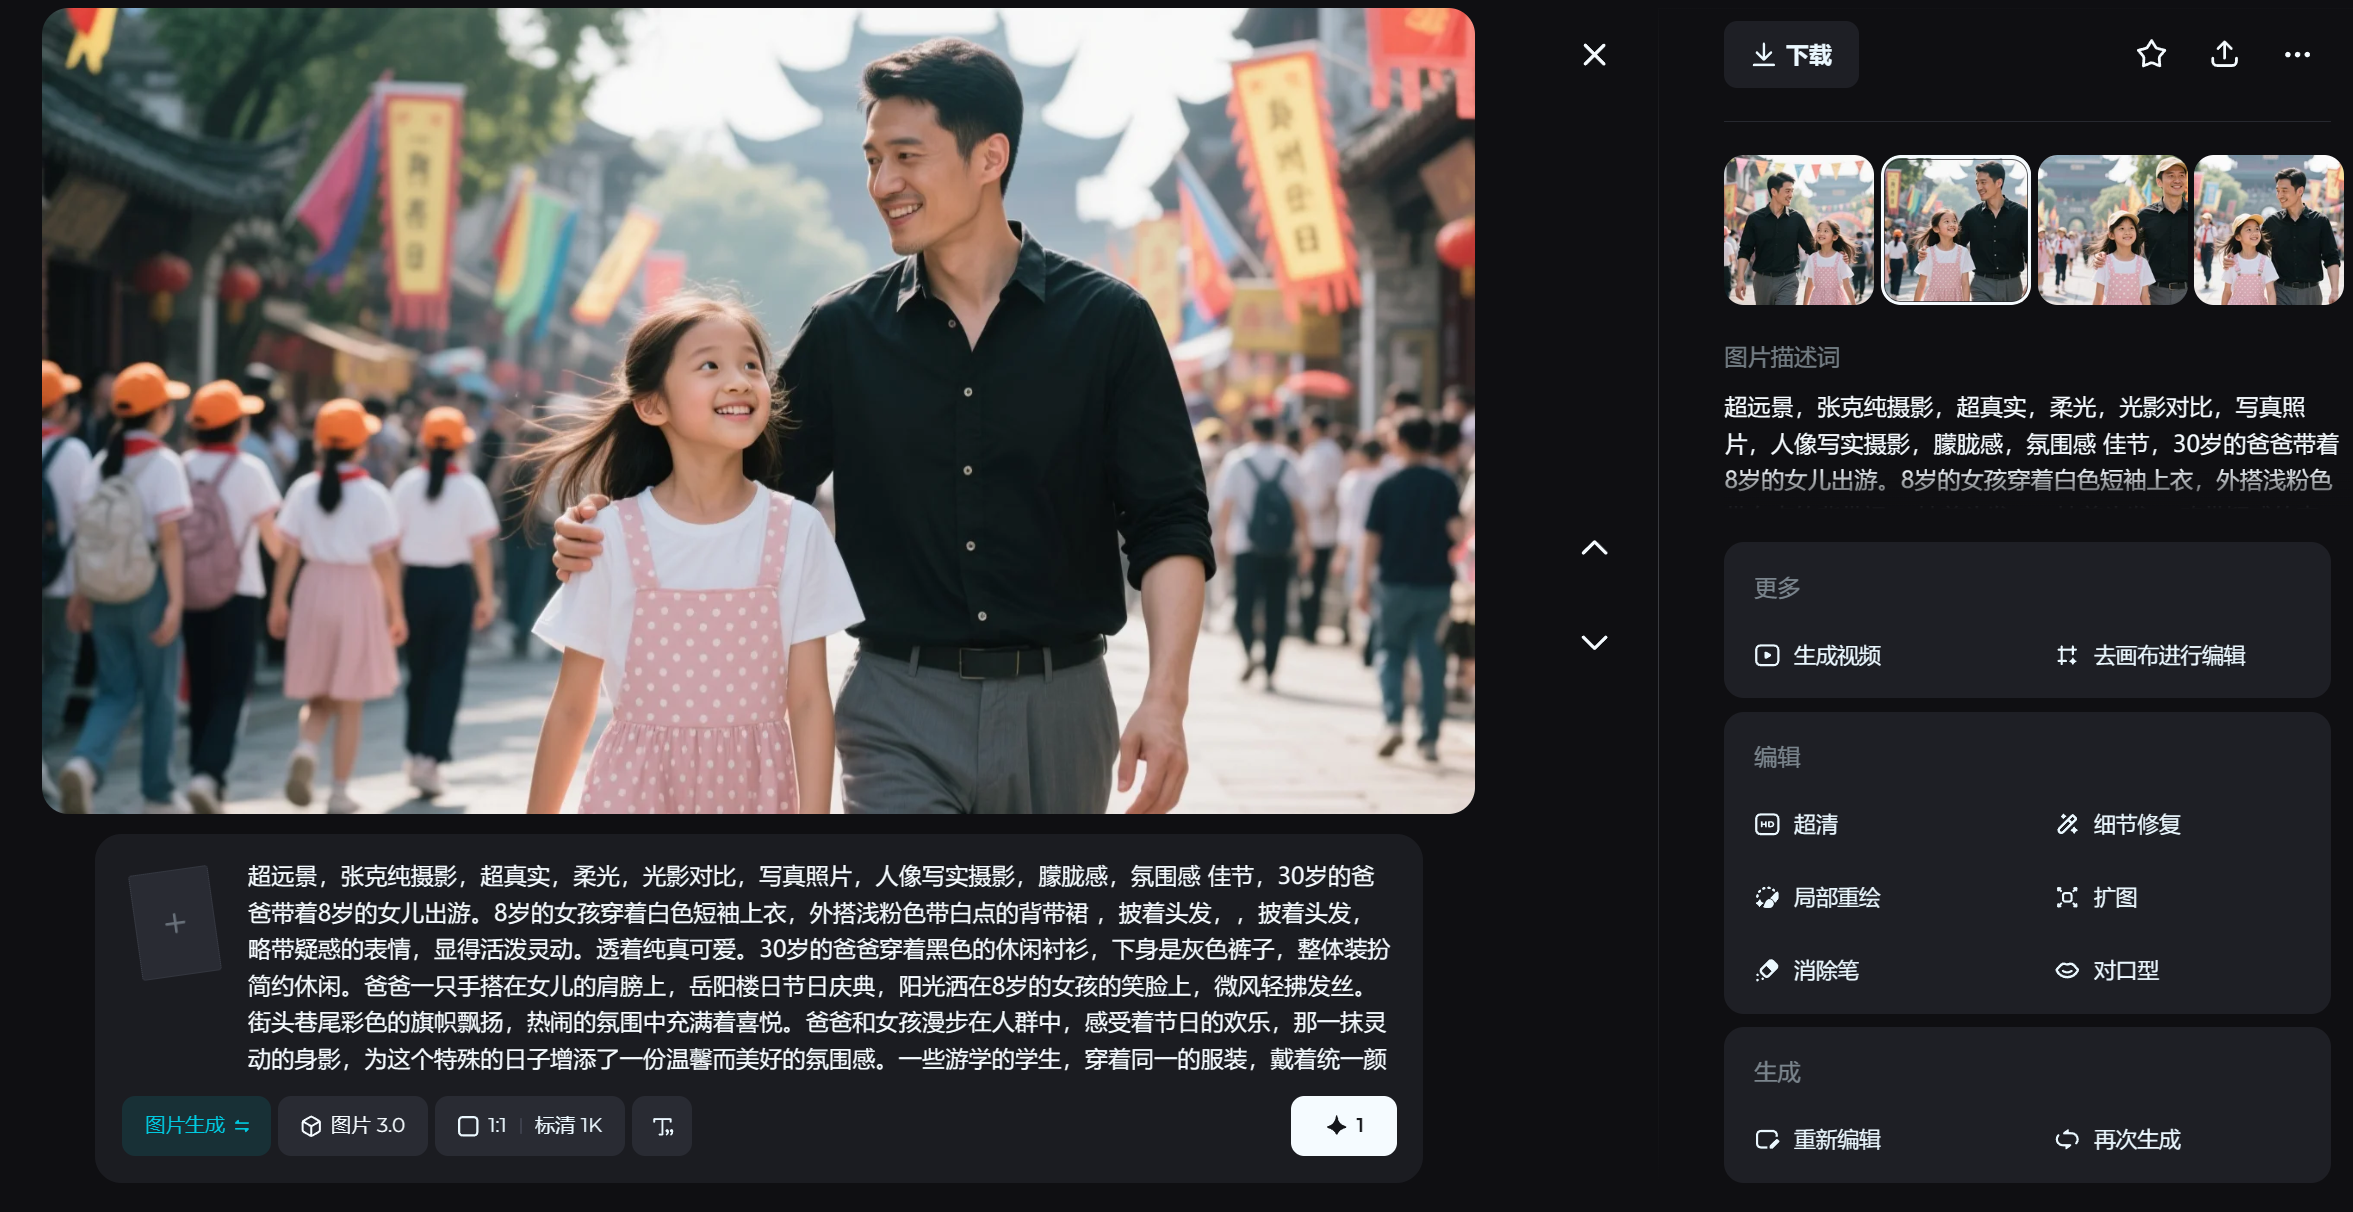 下载
图片描述词
超远景，张克纯摄影，超真实，柔光，光影对比，写真照
片，人像写实摄影，朦胧感，氛围感 佳节，30岁的爸爸带着
8岁的女儿出游。8岁的女孩穿着白色短袖上衣，外搭浅粉色
更多
生成视频
去画布进行编辑
编辑
HD 超清
细节修复
局部重绘
扩图
消除笔
对口型
生成
重新编辑
再次生成
超远景，张克纯摄影，超真实，柔光，光影对比，写真照片，人像写实摄影，朦胧感，氛围感 佳节，30岁的爸
爸带着8岁的女儿出游。8岁的女孩穿着白色短袖上衣，外搭浅粉色带白点的背带裙 ，披着头发，，披着头发，
略带疑惑的表情，显得活泼灵动。透着纯真可爱。30岁的爸爸穿着黑色的休闲衬衫，下身是灰色裤子，整体装扮
简约休闲。爸爸一只手搭在女儿的肩膀上，岳阳楼日节日庆典，阳光洒在8岁的女孩的笑脸上，微风轻拂发丝。
街头巷尾彩色的旗帜飘扬，热闹的氛围中充满着喜悦。爸爸和女孩漫步在人群中，感受着节日的欢乐，那一抹灵
动的身影，为这个特殊的日子增添了一份温馨而美好的氛围感。一些游学的学生，穿着同一的服装，戴着统一颜
图片生成
图片 3.0
1:1 | 标清 1K
1